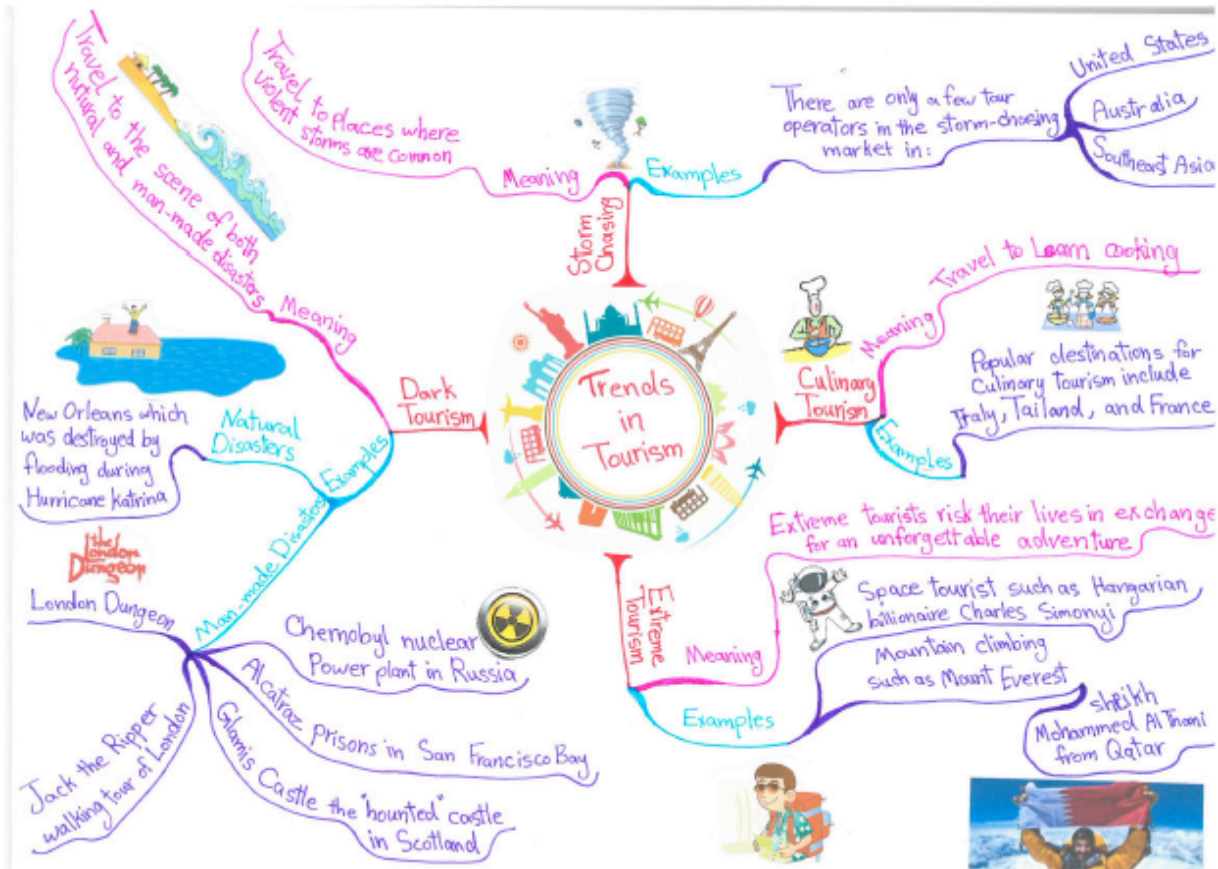 Trends
in
Tourism
Storm
Chasing
Meaning
Travel to places where
violent storms are common
Examples
There are only a few tour
operators in the storm-chasing
market in:
United States
Australia
Southeast Asia
Culinary
Tourism
Meaning
Travel to Learn cooking
Examples
Popular destinations for
Culinary tourism include
Italy, Tailand, and France
Extreme
Tourism
Meaning
Extreme tourists risk their lives in exchange
for an unforgettable adventure
Examples
Space tourist such as Hangarian
billionaire Charles Simonyi
Mountain climbing
such as Mount Everest
sheikh
Mohammed Al Thani
from Qatar
Dark
Tourism
Meaning
Travel to the scene of both
nutural and man-made disasters
Examples
Natural
Disasters
New Orleans which
was destroyed by
flooding during
Hurricane Katrina
Man-made Disasters
the
London
Dungeon
London Dungeon
Chernobyl nuclear
Power plant in Russia
Alcatraz prisons in San Francisco Bay
Glamis Castle the "hounted" castle
in Scotland
Jack the Ripper
walking tour of London